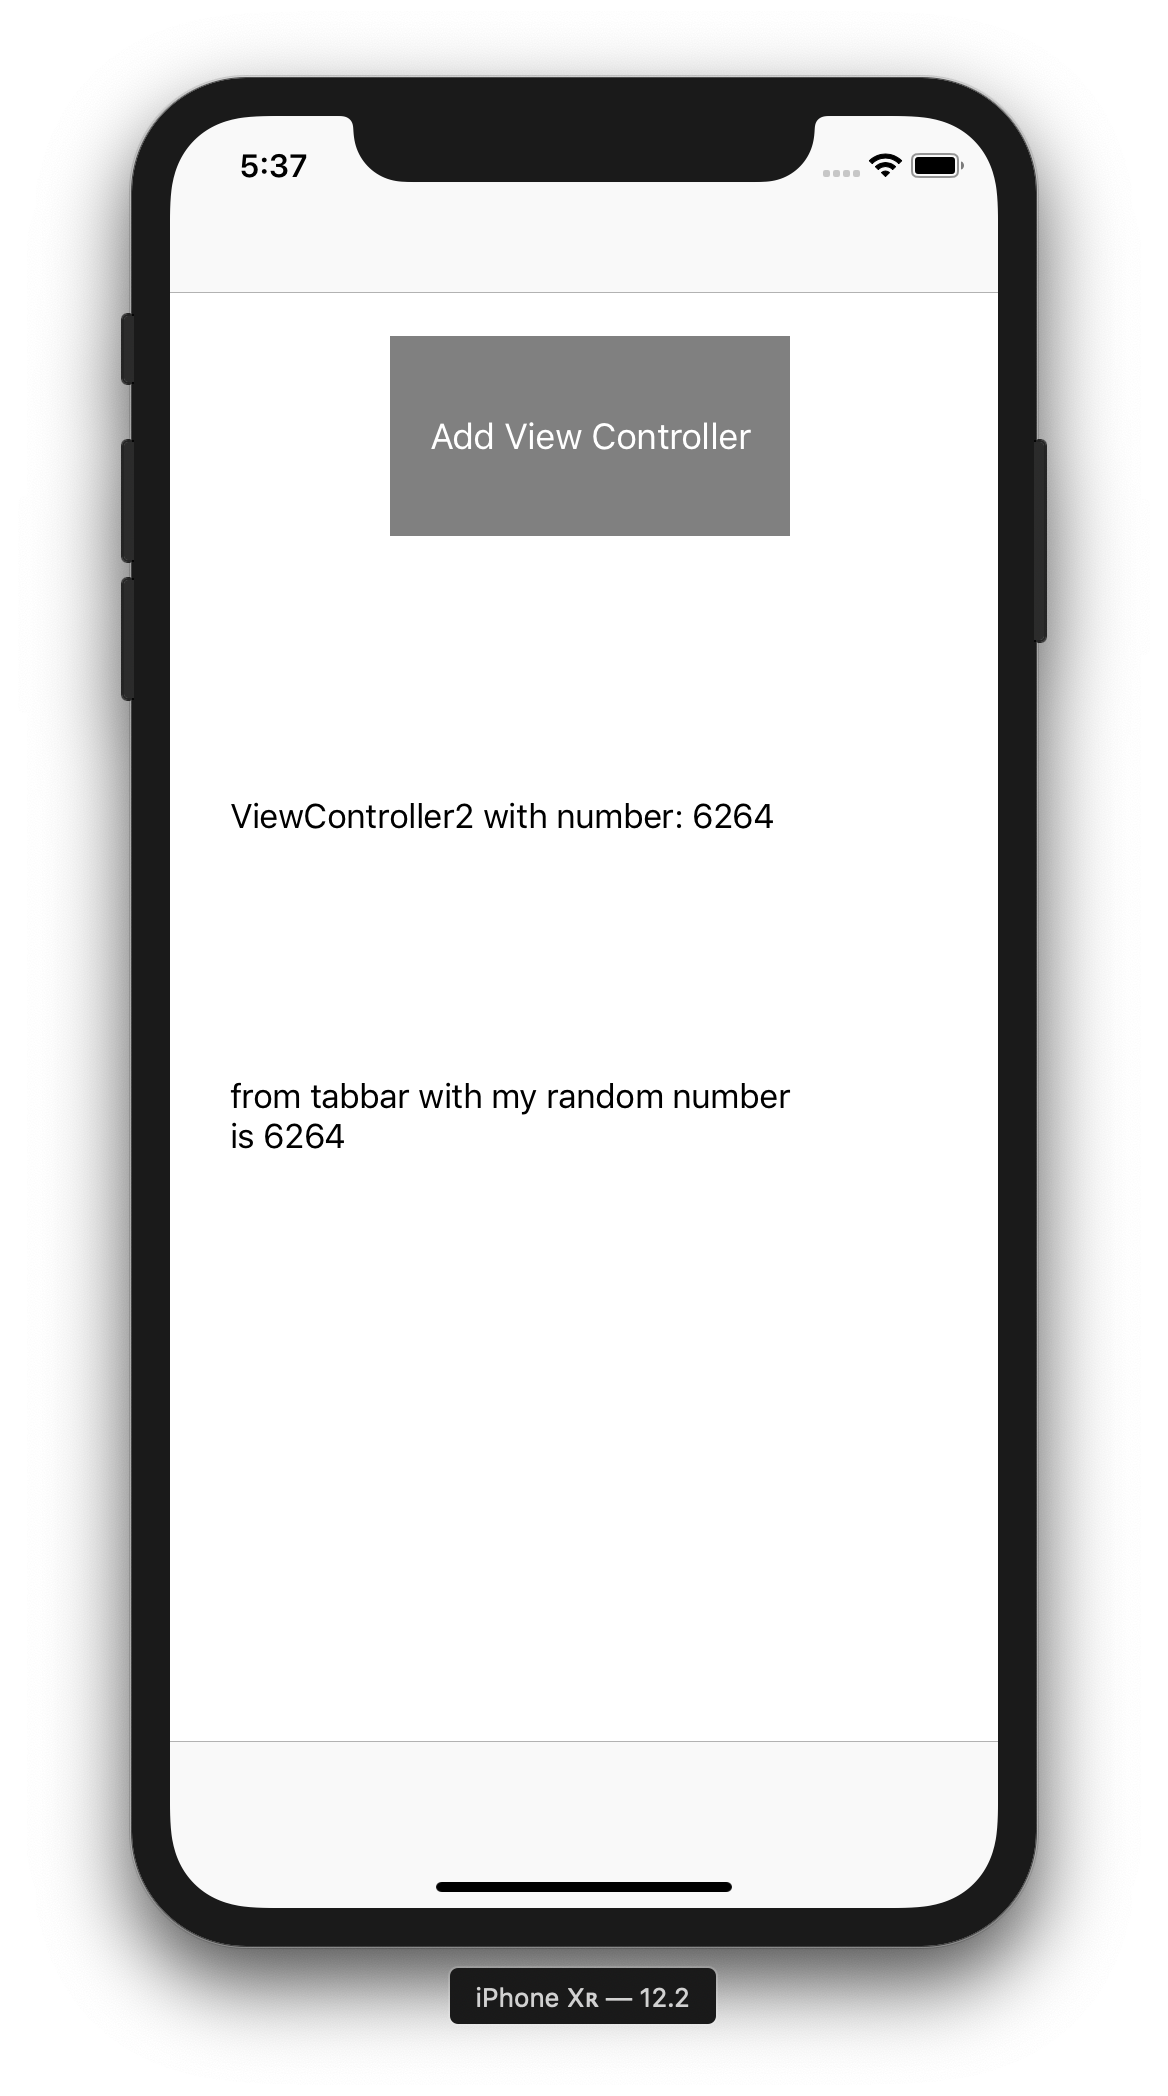 5:37
Add View Controller
ViewController2 with number: 6264
from tabbar with my random number
is 6264
iPhone Xʀ — 12.2